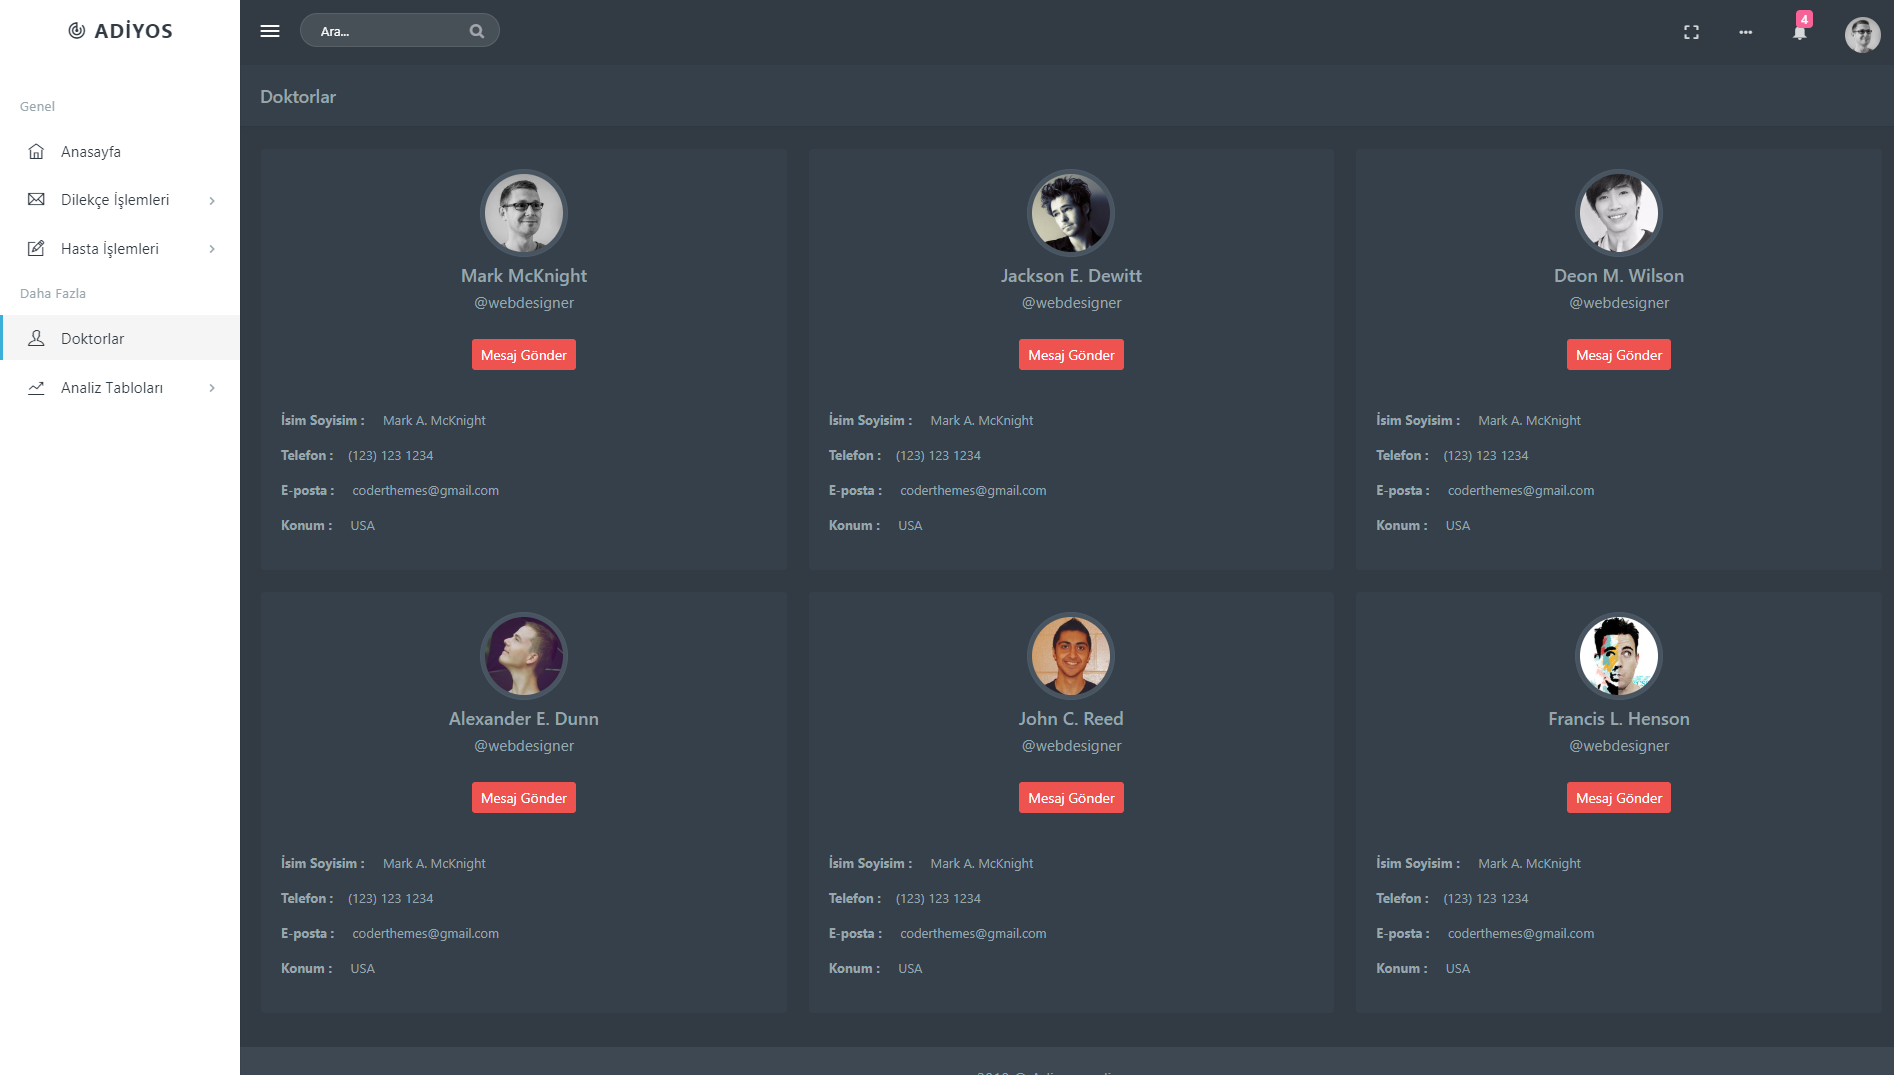 ADİYOS
Ara...
4
Genel
Anasayfa
Dilekçe İşlemleri
Hasta İşlemleri
Daha Fazla
Doktorlar
Analiz Tabloları
Doktorlar
Mark McKnight
@webdesigner
Mesaj Gönder
İsim Soyisim : Mark A. McKnight
Telefon : (123) 123 1234
E-posta : coderthemes@gmail.com
Konum : USA
Jackson E. Dewitt
@webdesigner
Mesaj Gönder
İsim Soyisim : Mark A. McKnight
Telefon : (123) 123 1234
E-posta : coderthemes@gmail.com
Konum : USA
Deon M. Wilson
@webdesigner
Mesaj Gönder
İsim Soyisim : Mark A. McKnight
Telefon : (123) 123 1234
E-posta : coderthemes@gmail.com
Konum : USA
Alexander E. Dunn
@webdesigner
Mesaj Gönder
İsim Soyisim : Mark A. McKnight
Telefon : (123) 123 1234
E-posta : coderthemes@gmail.com
Konum : USA
John C. Reed
@webdesigner
Mesaj Gönder
İsim Soyisim : Mark A. McKnight
Telefon : (123) 123 1234
E-posta : coderthemes@gmail.com
Konum : USA
Francis L. Henson
@webdesigner
Mesaj Gönder
İsim Soyisim : Mark A. McKnight
Telefon : (123) 123 1234
E-posta : coderthemes@gmail.com
Konum : USA